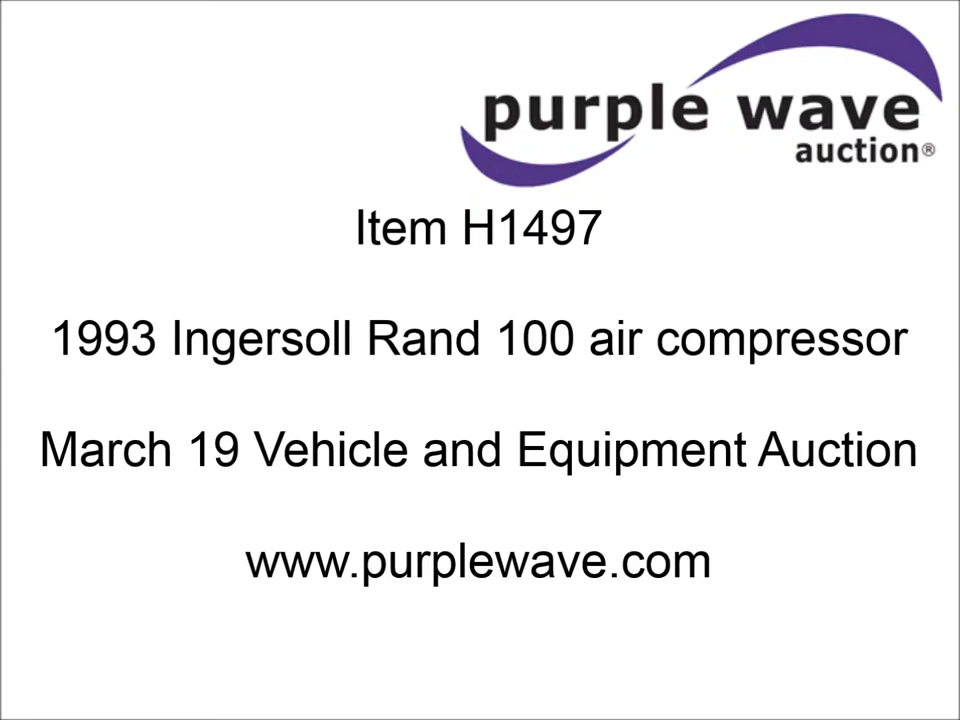 purple wave
auction®
Item H1497
1993 Ingersoll Rand 100 air compressor
March 19 Vehicle and Equipment Auction
www.purplewave.com